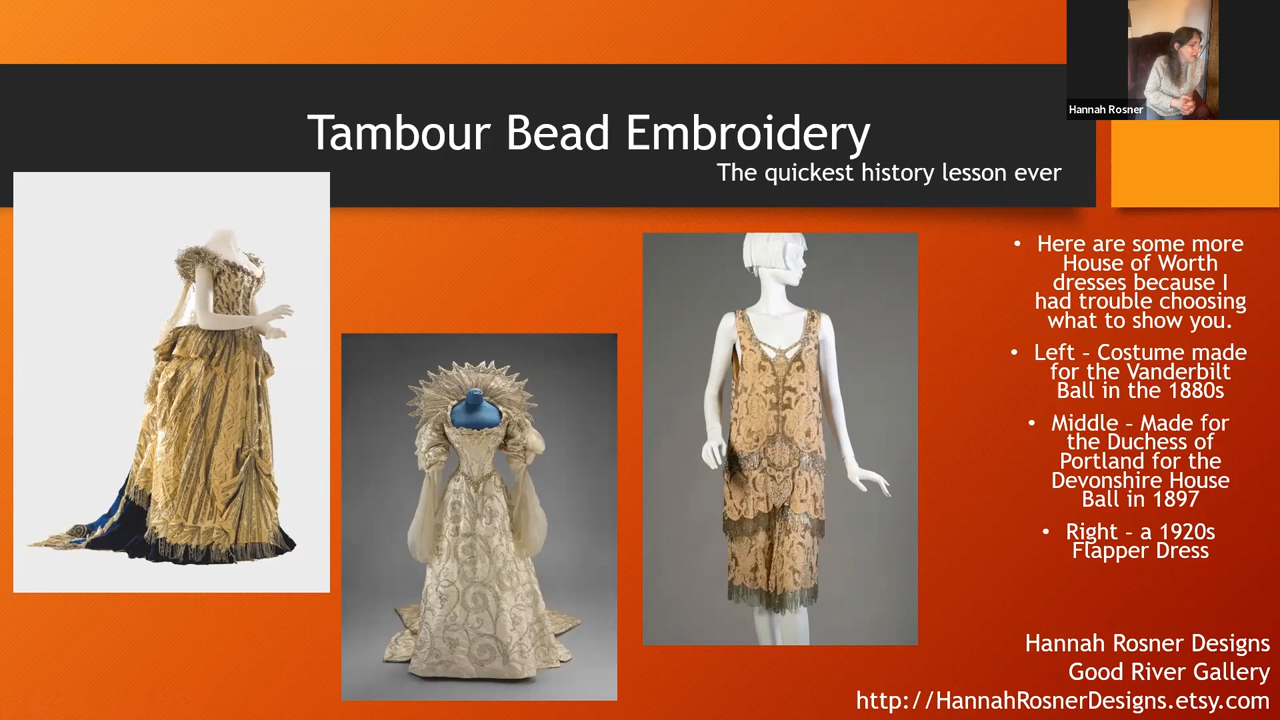 Hannah Rosner
Tambour Bead Embroidery
The quickest history lesson ever
• Here are some more
House of Worth
dresses because I
had trouble choosing
what to show you.
• Left – Costume made
for the Vanderbilt
Ball in the 1880s
• Middle – Made for
the Duchess of
Portland for the
Devonshire House
Ball in 1897
• Right – a 1920s
Flapper Dress
Hannah Rosner Designs
Good River Gallery
http://HannahRosnerDesigns.etsy.com